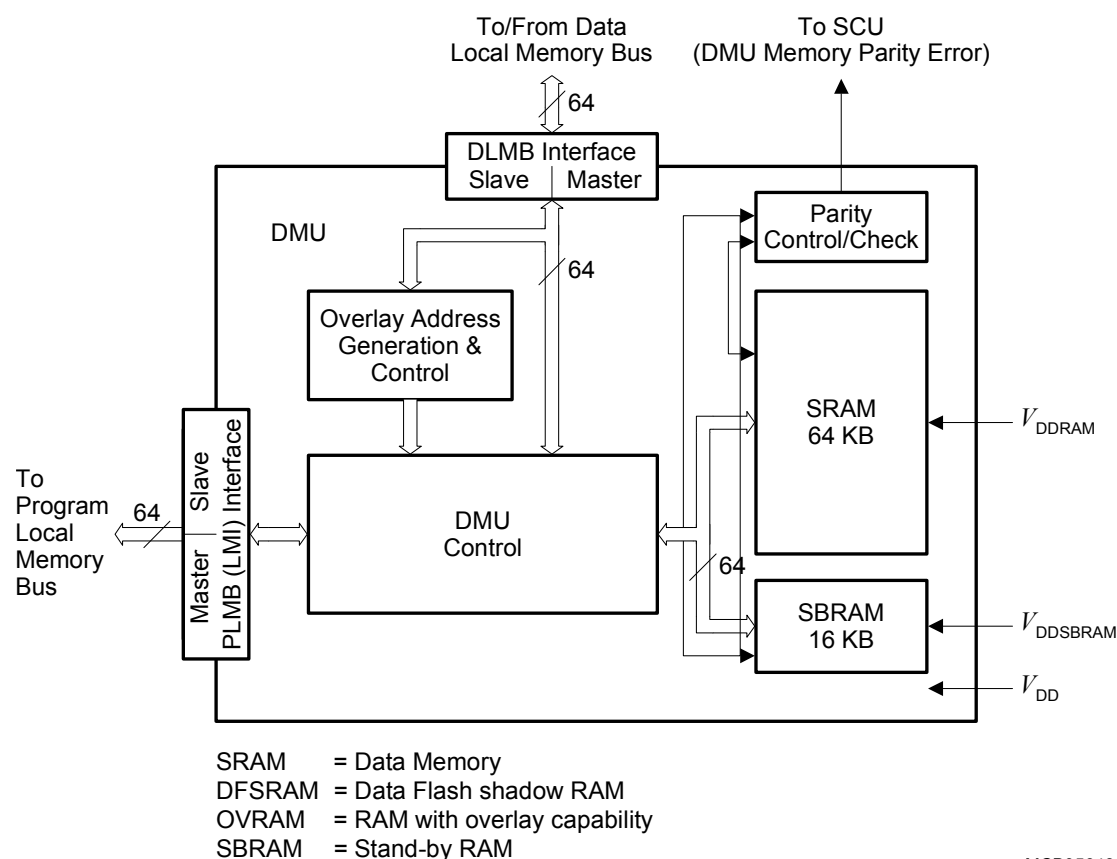 To/From Data
Local Memory Bus
To SCU
(DMU Memory Parity Error)
64
DLMB Interface
Slave Master
DMU
64
Parity
Control/Check
Overlay Address
Generation &
Control
SRAM
64 KB
VDDRAM
To
Program
Local
Memory
Bus
64
Master Slave
PLMB (LMI) Interface
DMU
Control
64
SBRAM
16 KB
VDDSBRAM
VDD
SRAM = Data Memory
DFSRAM = Data Flash shadow RAM
OVRAM = RAM with overlay capability
SBRAM = Stand-by RAM